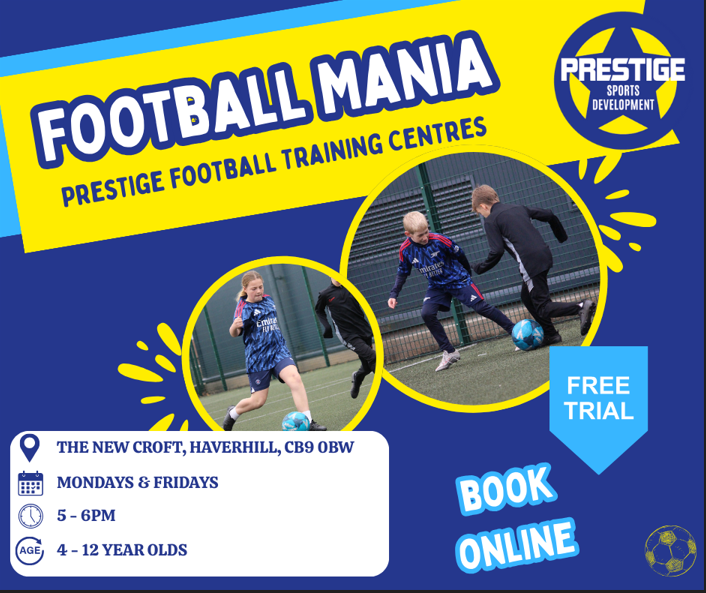 FOOTBALL MANIA
PRESTIGE FOOTBALL TRAINING CENTRES
PRESTIGE
SPORTS
DEVELOPMENT
FREE
TRIAL
THE NEW CROFT, HAVERHILL, CB9 0BW
MONDAYS & FRIDAYS
5 - 6PM
AGE
4 - 12 YEAR OLDS
BOOK
ONLINE